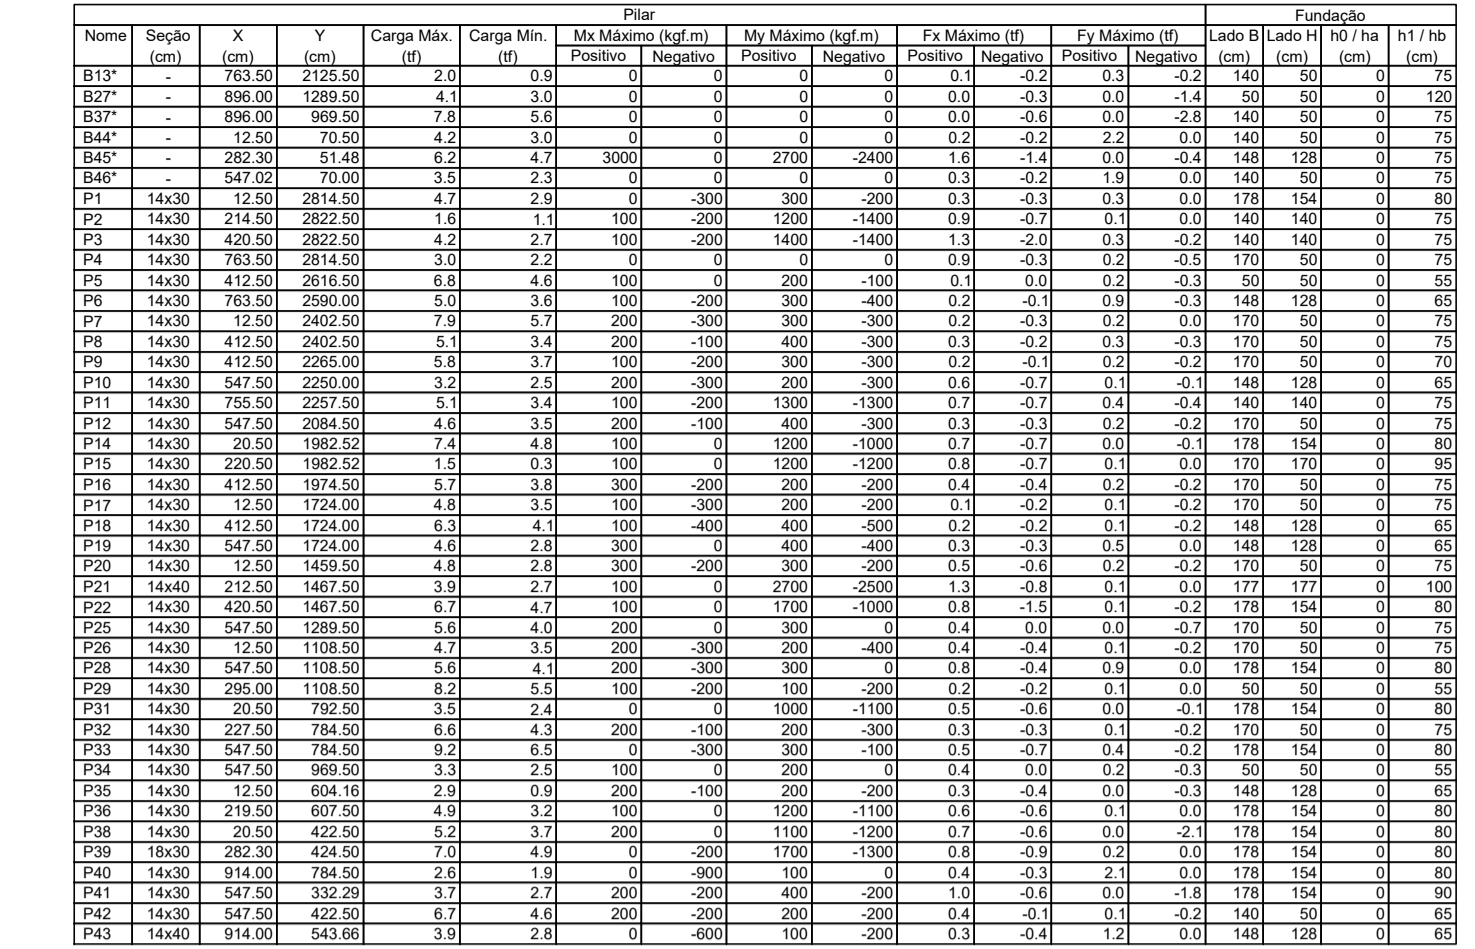 Pilar Fundação
Nome Seção X Y Carga Máx. Carga Mín. Mx Máximo (kgf.m) My Máximo (kgf.m) Fx Máximo (tf) Fy Máximo (tf) Lado B Lado H h0 / ha h1 / hb
(cm) (cm) (cm) (tf) (tf) Positivo Negativo Positivo Negativo Positivo Negativo Positivo Negativo (cm) (cm) (cm) (cm)
B13* - 763.50 2125.50 2.0 0.9 0 0 0 0 0.1 -0.2 0.3 -0.2 140 50 0 75
B27* - 896.00 1289.50 4.1 3.0 0 0 0 0 0.0 -0.3 0.0 -1.4 50 50 0 120
B37* - 896.00 969.50 7.8 5.6 0 0 0 0 0.0 -0.6 0.0 -2.8 140 50 0 75
B44* - 12.50 70.50 4.2 3.0 0 0 0 0 0.2 -0.2 2.2 0.0 140 50 0 75
B45* - 282.30 51.48 6.2 4.7 3000 0 2700 -2400 1.6 -1.4 0.0 -0.4 148 128 0 75
B46* - 547.02 70.00 3.5 2.3 0 0 0 0 0.3 -0.2 1.9 0.0 140 50 0 75
P1 14x30 12.50 2814.50 4.7 2.9 0 -300 300 -200 0.3 -0.3 0.3 0.0 178 154 0 80
P2 14x30 214.50 2822.50 1.6 1.1 100 -200 1200 -1400 0.9 -0.7 0.1 0.0 140 140 0 75
P3 14x30 420.50 2822.50 4.2 2.7 100 -200 1400 -1400 1.3 -2.0 0.3 -0.2 140 140 0 75
P4 14x30 763.50 2814.50 3.0 2.2 0 0 0 0 0.9 -0.3 0.2 -0.5 170 50 0 75
P5 14x30 412.50 2616.50 6.8 4.6 100 0 200 -100 0.1 0.0 0.2 -0.3 50 50 0 55
P6 14x30 763.50 2590.00 5.0 3.6 100 -200 300 -400 0.2 -0.1 0.9 -0.3 148 128 0 65
P7 14x30 12.50 2402.50 7.9 5.7 200 -300 300 -300 0.2 -0.3 0.2 0.0 170 50 0 75
P8 14x30 412.50 2402.50 5.1 3.4 200 -100 400 -300 0.3 -0.2 0.3 -0.3 170 50 0 75
P9 14x30 412.50 2265.00 5.8 3.7 100 -200 300 -300 0.2 -0.1 0.2 -0.2 170 50 0 70
P10 14x30 547.50 2250.00 3.2 2.5 200 -300 200 -300 0.6 -0.7 0.1 -0.1 148 128 0 65
P11 14x30 755.50 2257.50 5.1 3.4 100 -200 1300 -1300 0.7 -0.7 0.4 -0.4 140 140 0 75
P12 14x30 547.50 2084.50 4.6 3.5 200 -100 400 -300 0.3 -0.3 0.2 -0.2 170 50 0 75
P14 14x30 20.50 1982.52 7.4 4.8 100 0 1200 -1000 0.7 -0.7 0.0 -0.1 178 154 0 80
P15 14x30 220.50 1982.52 1.5 0.3 100 0 1200 -1200 0.8 -0.7 0.1 0.0 170 170 0 95
P16 14x30 412.50 1974.50 5.7 3.8 300 -200 200 -200 0.4 -0.4 0.2 -0.2 170 50 0 75
P17 14x30 12.50 1724.00 4.8 3.5 100 -300 200 -200 0.1 -0.2 0.1 -0.2 170 50 0 75
P18 14x30 412.50 1724.00 6.3 4.1 100 -400 400 -500 0.2 -0.2 0.1 -0.2 148 128 0 65
P19 14x30 547.50 1724.00 4.6 2.8 300 0 400 -400 0.3 -0.3 0.5 0.0 148 128 0 65
P20 14x30 12.50 1459.50 4.8 2.8 300 -200 300 -200 0.5 -0.6 0.2 -0.2 170 50 0 75
P21 14x40 212.50 1467.50 3.9 2.7 100 0 2700 -2500 1.3 -0.8 0.1 0.0 177 177 0 100
P22 14x30 420.50 1467.50 6.7 4.7 100 0 1700 -1000 0.8 -1.5 0.1 -0.2 178 154 0 80
P25 14x30 547.50 1289.50 5.6 4.0 200 0 300 0 0.4 0.0 0.0 -0.7 170 50 0 75
P26 14x30 12.50 1108.50 4.7 3.5 200 -300 200 -400 0.4 -0.4 0.1 -0.2 170 50 0 75
P28 14x30 547.50 1108.50 5.6 4.1 200 -300 300 0 0.8 -0.4 0.9 0.0 178 154 0 80
P29 14x30 295.00 1108.50 8.2 5.5 100 -200 100 -200 0.2 -0.2 0.1 0.0 50 50 0 55
P31 14x30 20.50 792.50 3.5 2.4 0 0 1000 -1100 0.5 -0.6 0.0 -0.1 178 154 0 80
P32 14x30 227.50 784.50 6.6 4.3 200 -100 200 -300 0.3 -0.3 0.1 -0.2 170 50 0 75
P33 14x30 547.50 784.50 9.2 6.5 0 -300 300 -100 0.5 -0.7 0.4 -0.2 178 154 0 80
P34 14x30 547.50 969.50 3.3 2.5 100 0 200 0 0.4 0.0 0.2 -0.3 50 50 0 55
P35 14x30 12.50 604.16 2.9 0.9 200 -100 200 -200 0.3 -0.4 0.0 -0.3 148 128 0 65
P36 14x30 219.50 607.50 4.9 3.2 100 0 1200 -1100 0.6 -0.6 0.1 0.0 178 154 0 80
P38 14x30 20.50 422.50 5.2 3.7 200 0 1100 -1200 0.7 -0.6 0.0 -2.1 178 154 0 80
P39 18x30 282.30 424.50 7.0 4.9 0 -200 1700 -1300 0.8 -0.9 0.2 0.0 178 154 0 80
P40 14x30 914.00 784.50 2.6 1.9 0 -900 100 0 0.4 -0.3 2.1 0.0 178 154 0 80
P41 14x30 547.50 332.29 3.7 2.7 200 -200 400 -200 1.0 -0.6 0.0 -1.8 178 154 0 90
P42 14x30 547.50 422.50 6.7 4.6 200 -200 200 -200 0.4 -0.1 0.1 -0.2 140 50 0 65
P43 14x40 914.00 543.66 3.9 2.8 0 -600 100 -200 0.3 -0.4 1.2 0.0 148 128 0 65